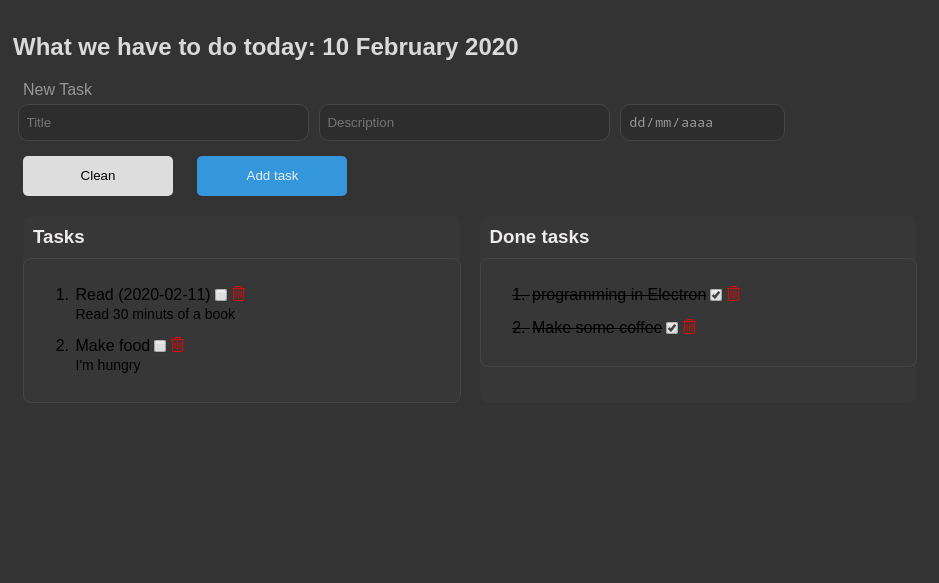 What we have to do today: 10 February 2020
New Task
Title
Description
dd/mm/aaaa
Clean
Add task
Tasks
1. Read (2020-02-11)
Read 30 minuts of a book
2. Make food
I'm hungry
Done tasks
1. programming in Electron
2. Make some coffee